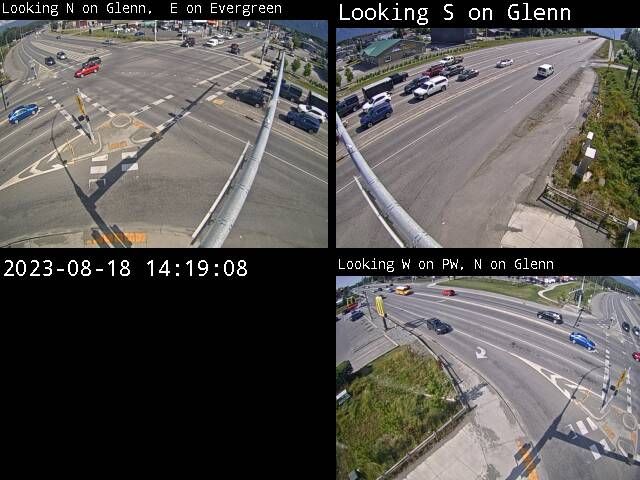 Looking N on Glenn, E on Evergreen
Looking S on Glenn
2023-08-18 14:19:08
Looking W on PW, N on Glenn